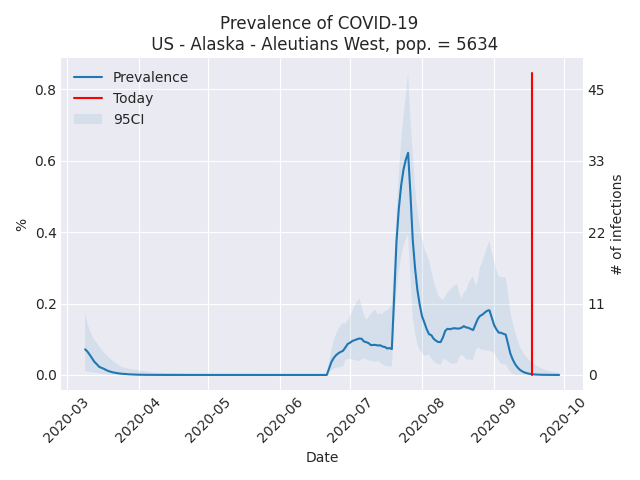 Prevalence of COVID-19
US - Alaska - Aleutians West, pop. = 5634
Prevalence
Today
95CI
0.8
0.6
0.4
0.2
0.0
%
45
33
22
11
0
# of infections
2020-03
2020-04
2020-05
2020-06
2020-07
2020-08
2020-09
2020-10
Date